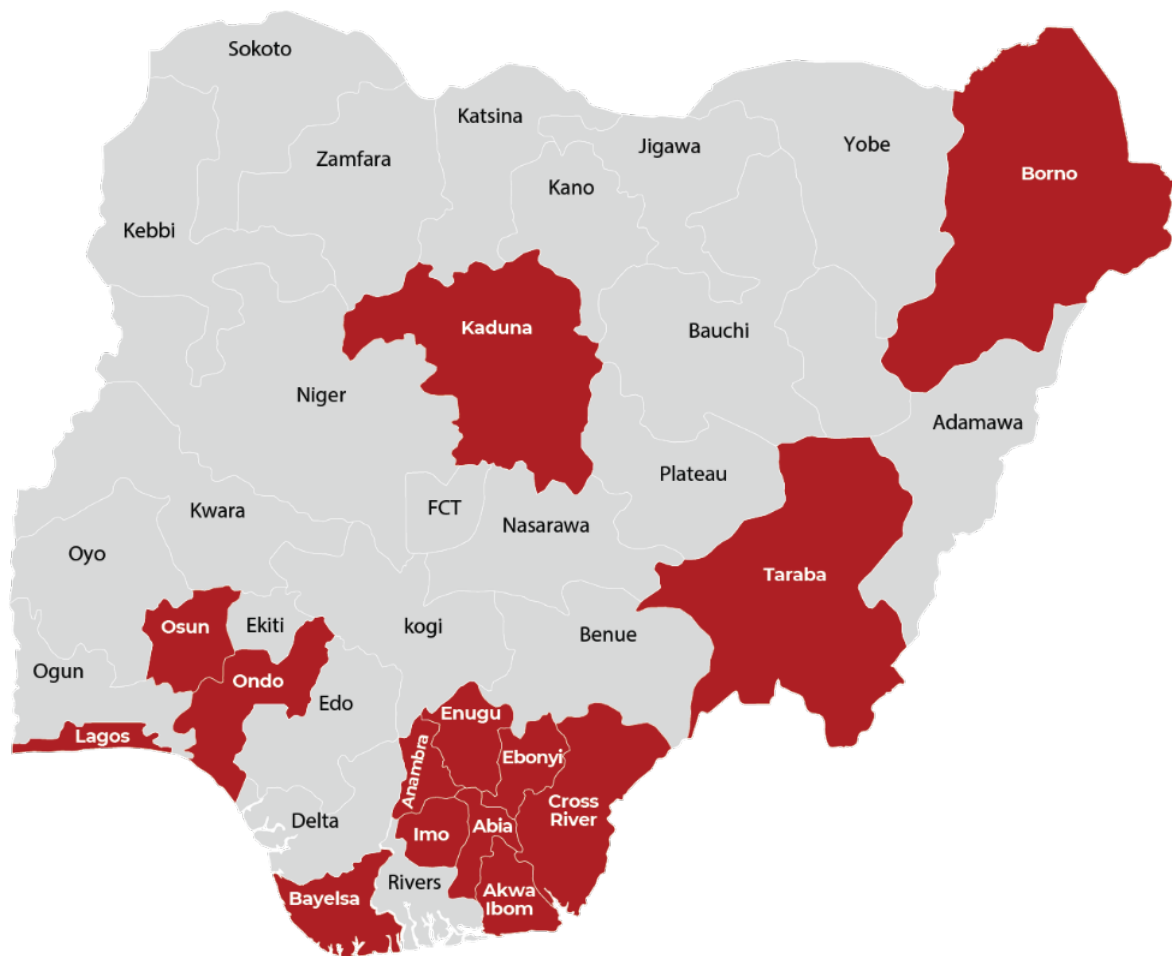 Sokoto
Katsina
Jigawa
Yobe
Zamfara
Kano
Borno
Kebbi
Kaduna
Bauchi
Niger
Adamawa
Plateau
FCT
Kwara
Nasarawa
Oyo
Taraba
Osun
Ekiti
kogi
Benue
Ogun
Ondo
Edo
Enugu
Lagos
Ebonyi
Anambra
Cross
River
Delta
Imo
Abia
Rivers
Bayelsa
Akwa
Ibom